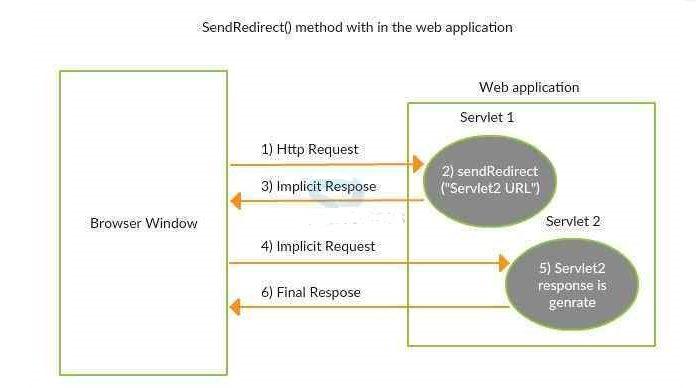 SendRedirect() method with in the web application
Web application
Servlet 1
1) Http Request
2) sendRedirect
("Servlet2 URL")
3) Implicit Respose
Browser Window
Servlet 2
4) Implicit Request
5) Servlet2
response is
genrate
6) Final Respose